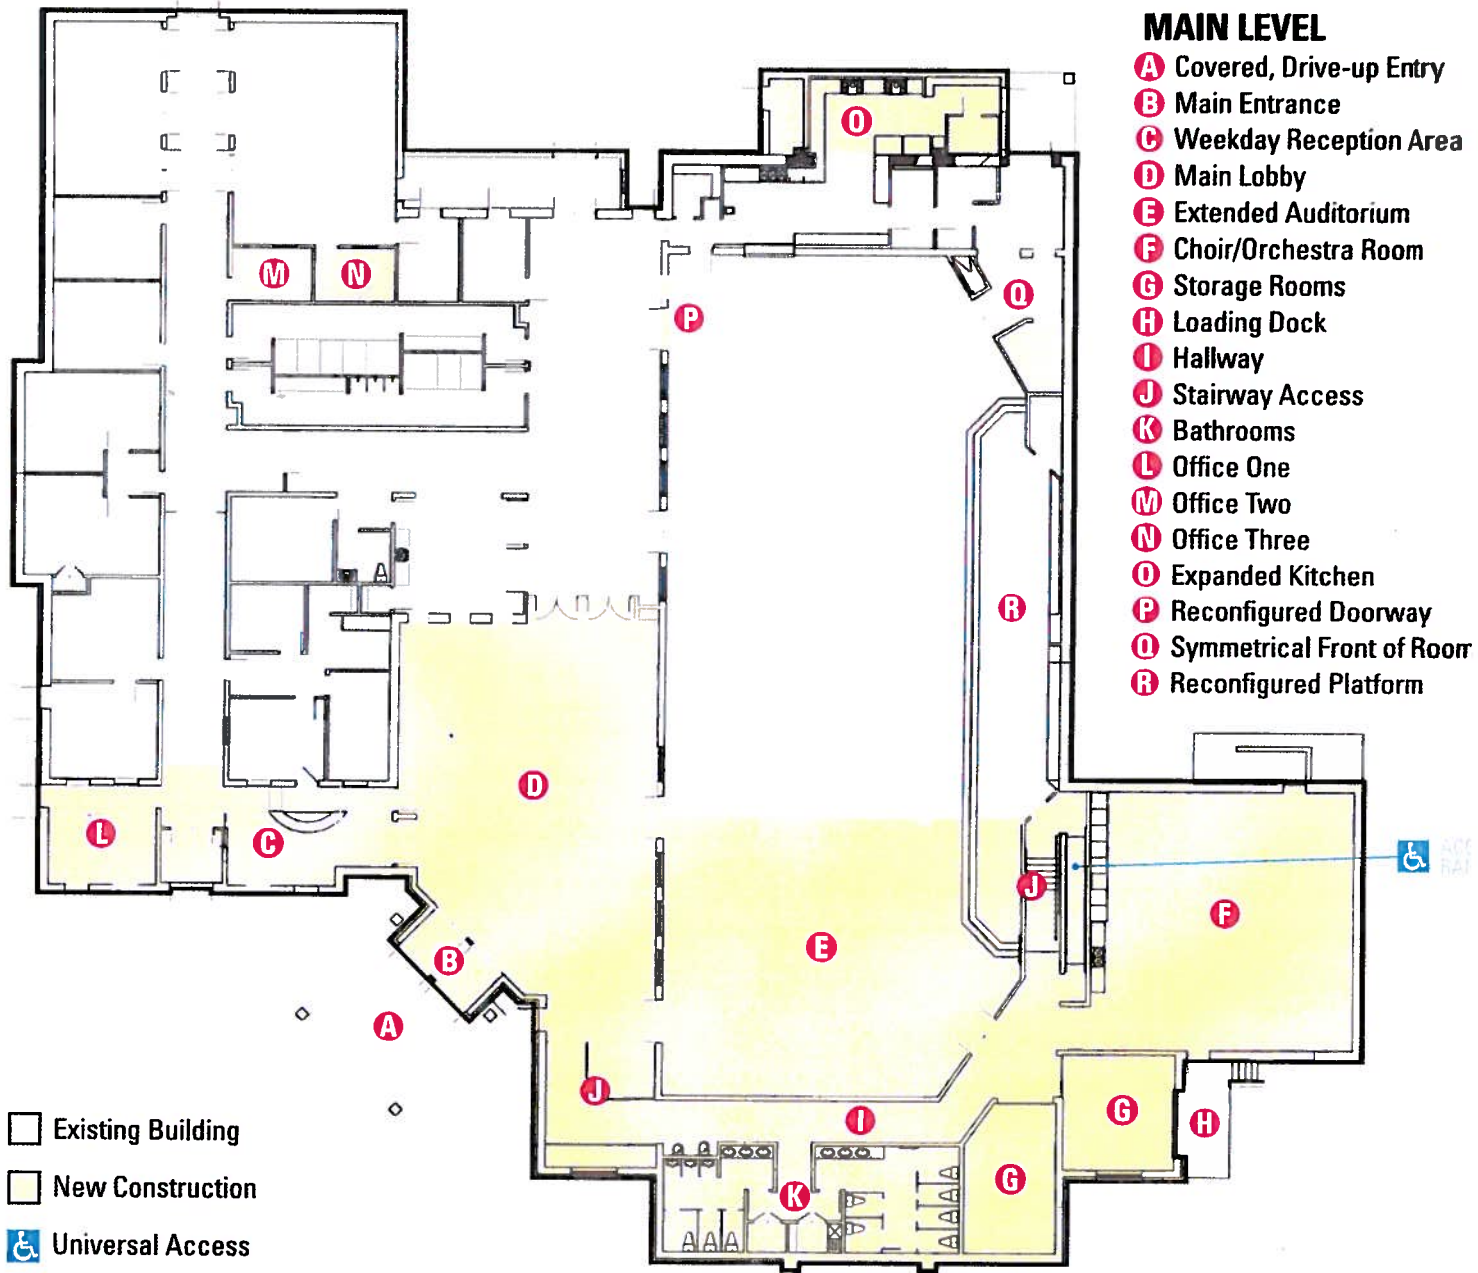 MAIN LEVEL
A Covered, Drive-up Entry
B Main Entrance
C Weekday Reception Area
D Main Lobby
E Extended Auditorium
F Choir/Orchestra Room
G Storage Rooms
H Loading Dock
I Hallway
J Stairway Access
K Bathrooms
L Office One
M Office Two
N Office Three
O Expanded Kitchen
P Reconfigured Doorway
Q Symmetrical Front of Room
R Reconfigured Platform
O
M
N
Q
P
R
D
L
C
J
F
E
B
A
J
I
G
H
G
K
Existing Building
New Construction
Universal Access